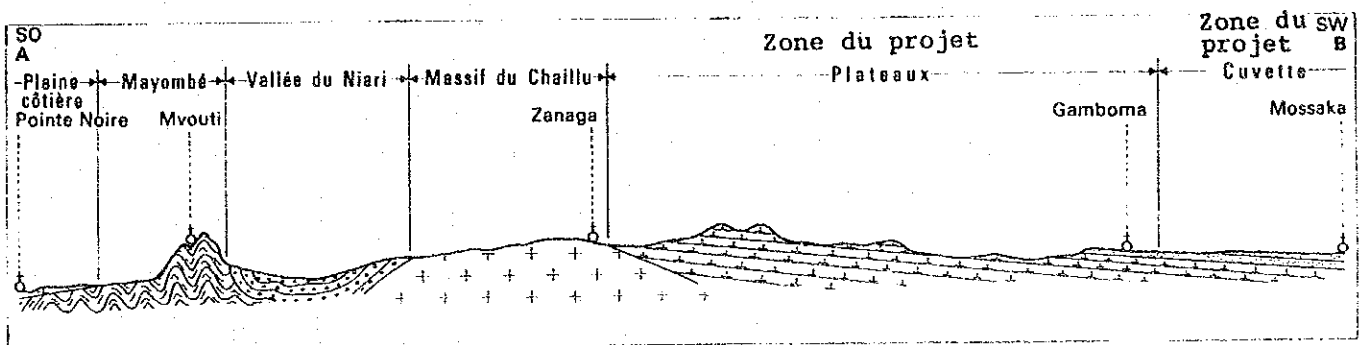 SO
A
Zone du projet
Zone du
projet
SW
B
Plaine
côtière
Mayombé
Vallée du Niari
Massif du Chaillu
Plateaux
Cuvette
Pointe Noire
Mvouti
Zanaga
Gamboma
Mossaka